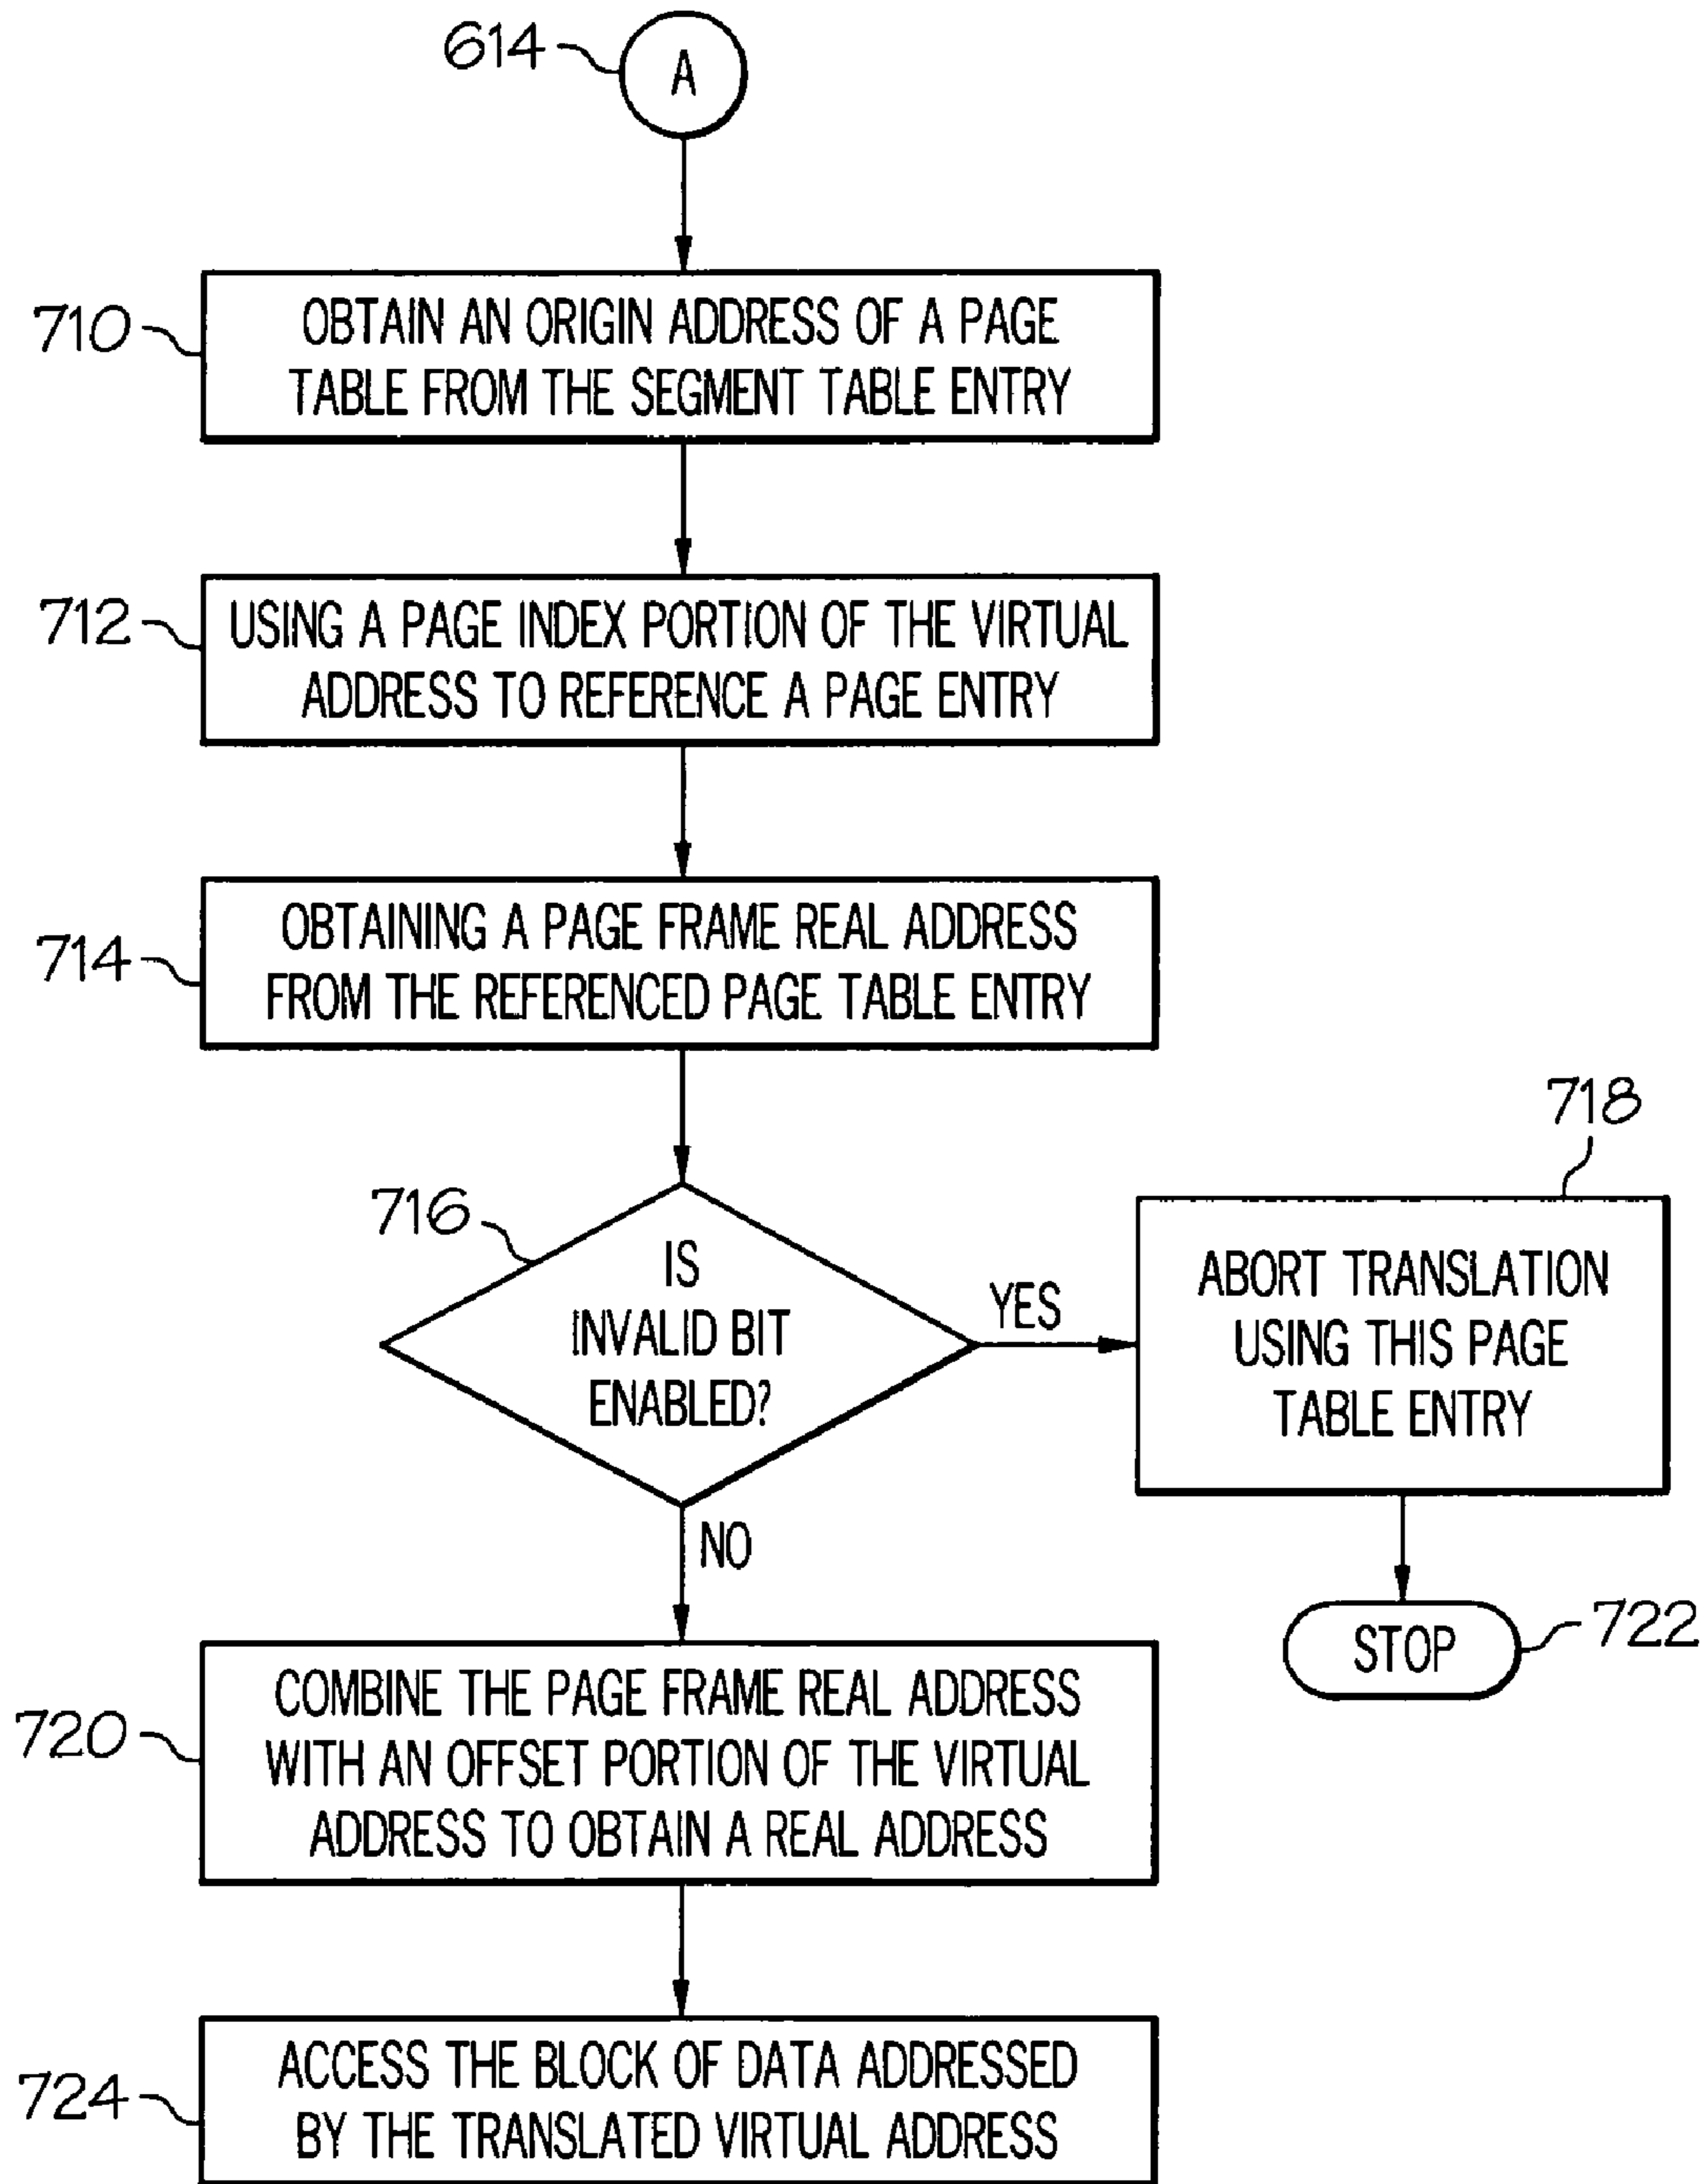 614
A
710
OBTAIN AN ORIGIN ADDRESS OF A PAGE
TABLE FROM THE SEGMENT TABLE ENTRY
712
USING A PAGE INDEX PORTION OF THE VIRTUAL
ADDRESS TO REFERENCE A PAGE ENTRY
714
OBTAINING A PAGE FRAME REAL ADDRESS
FROM THE REFERENCED PAGE TABLE ENTRY
716
IS
INVALID BIT
ENABLED?
YES
718
ABORT TRANSLATION
USING THIS PAGE
TABLE ENTRY
NO
STOP
722
720
COMBINE THE PAGE FRAME REAL ADDRESS
WITH AN OFFSET PORTION OF THE VIRTUAL
ADDRESS TO OBTAIN A REAL ADDRESS
724
ACCESS THE BLOCK OF DATA ADDRESSED
BY THE TRANSLATED VIRTUAL ADDRESS